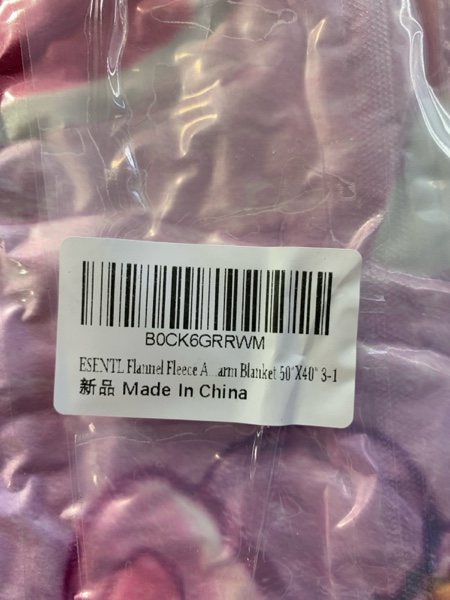 B0CK6GRRWM
ESENTL Flannel Fleece A...arm Blanket 50"X40" 3-1
新品 Made In China